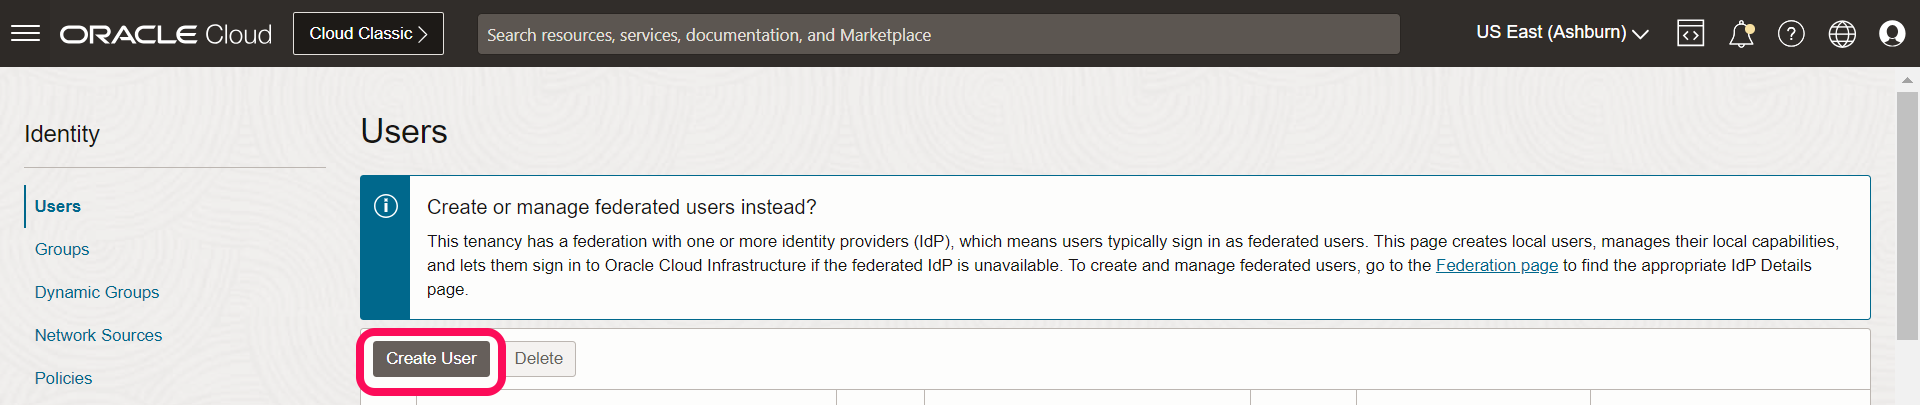 ORACLE Cloud
Cloud Classic
Search resources, services, documentation, and Marketplace
US East (Ashburn)
Identity
Users
Groups
Dynamic Groups
Network Sources
Policies
Users
Create or manage federated users instead?
This tenancy has a federation with one or more identity providers (IdP), which means users typically sign in as federated users. This page creates local users, manages their local capabilities,
and lets them sign in to Oracle Cloud Infrastructure if the federated IdP is unavailable. To create and manage federated users, go to the Federation page to find the appropriate IdP Details
page.
Create User
Delete